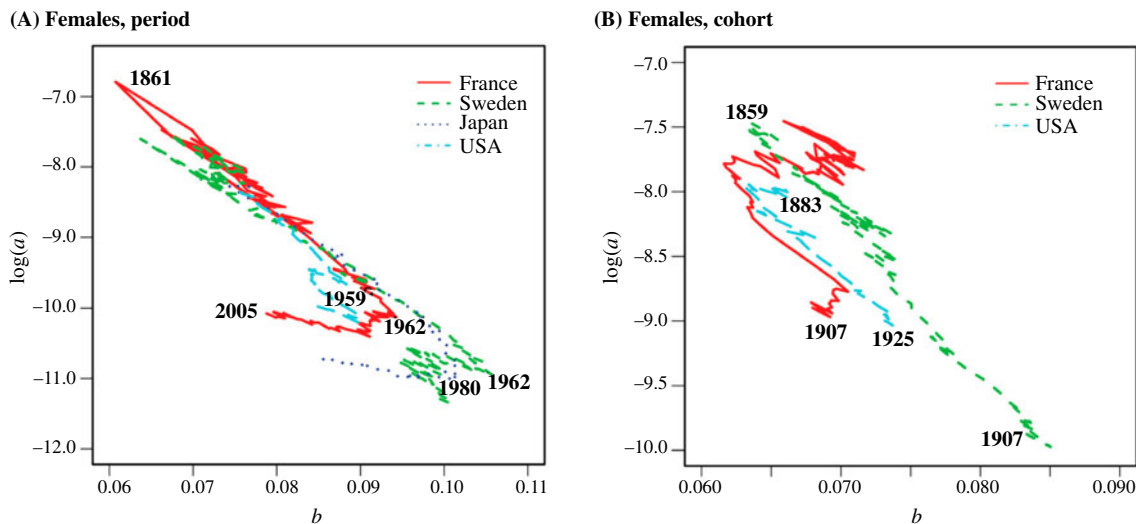 (A) Females, period
1861
France
Sweden
Japan
USA
1959
2005
1962
1980
1962
−7.0
−8.0
−9.0
−10.0
−11.0
−12.0
log(a)
0.06
0.07
0.08
0.09
0.10
0.11
b
(B) Females, cohort
France
Sweden
USA
1859
1883
1907
1925
1907
−7.0
−7.5
−8.0
−8.5
−9.0
−9.5
−10.0
log(a)
0.060
0.070
0.080
0.090
b